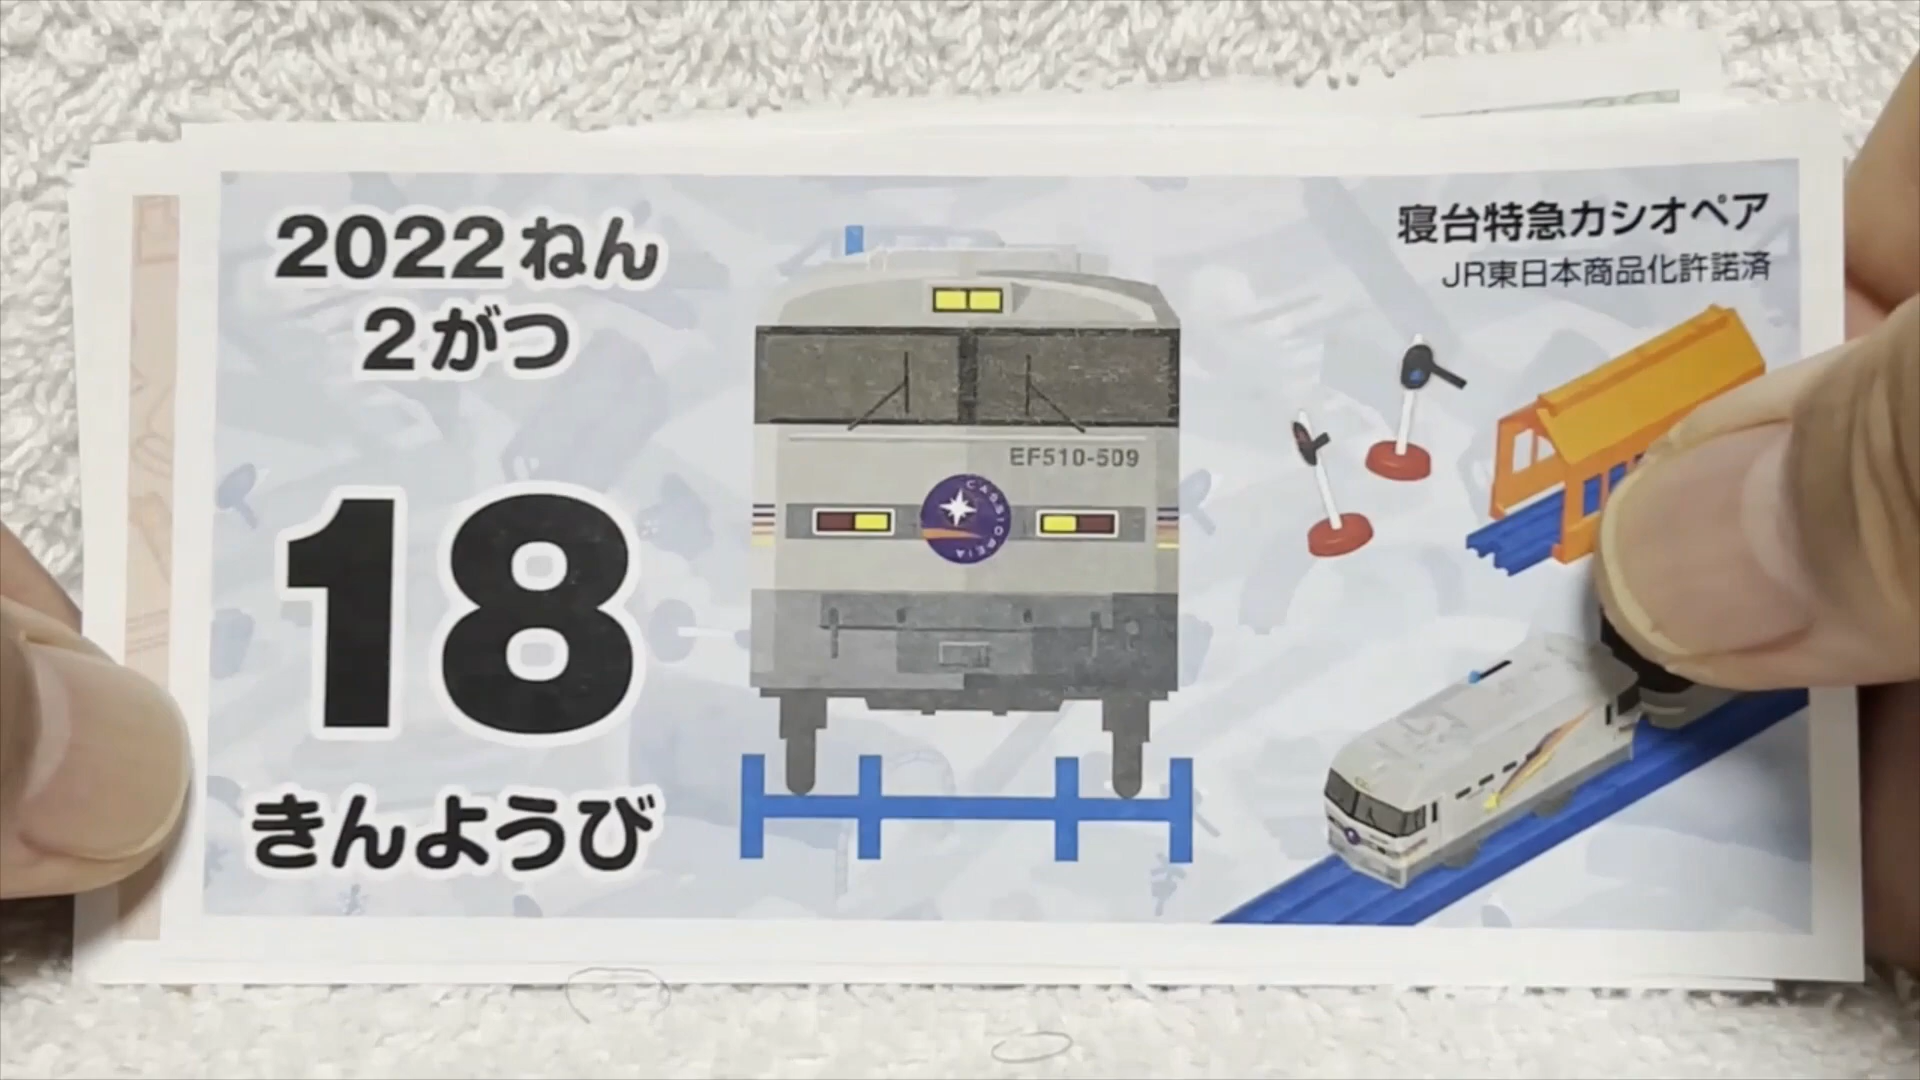 2022ねん
2がつ
18
きんようび
寝台特急カシオペア
JR東日本商品化許諾済
EF510-509
CASSIOPEIA